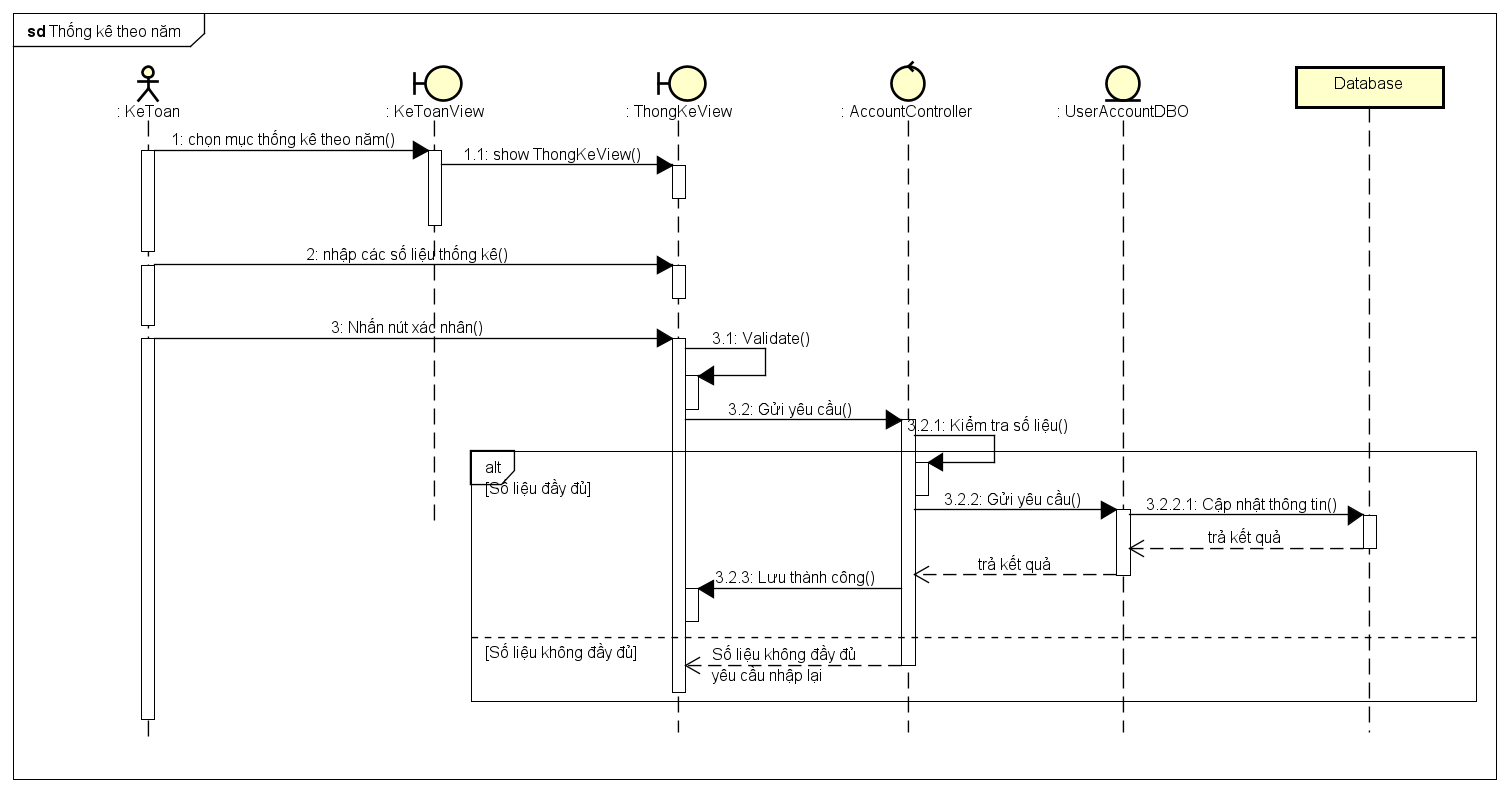 sd Thống kê theo năm
: KeToan
: KeToanView
: ThongKeView
: AccountController
: UserAccountDBO
Database
1: chọn mục thống kê theo năm()
1.1: show ThongKeView()
2: nhập các số liệu thống kê()
3: Nhấn nút xác nhân()
3.1: Validate()
3.2: Gửi yêu cầu()
3.2.1: Kiểm tra số liệu()
alt
[Số liệu đầy đủ]
3.2.2: Gửi yêu cầu()
3.2.2.1: Cập nhật thông tin()
trả kết quả
trả kết quả
3.2.3: Lưu thành công()
[Số liệu không đầy đủ]
Số liệu không đầy đủ
yêu cầu nhập lại